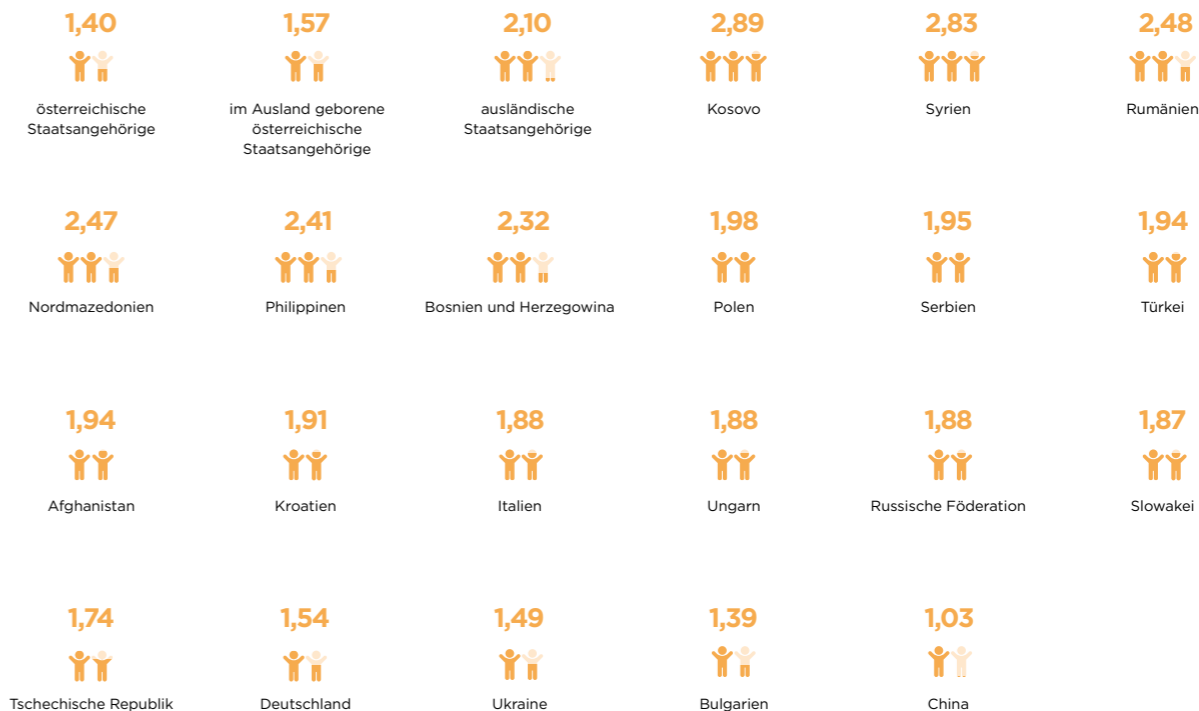 1,40
österreichische
Staatsangehörige
1,57
im Ausland geborene
österreichische
Staatsangehörige
2,10
ausländische
Staatsangehörige
2,89
Kosovo
2,83
Syrien
2,48
Rumänien
2,47
Nordmazedonien
2,41
Philippinen
2,32
Bosnien und Herzegowina
1,98
Polen
1,95
Serbien
1,94
Türkei
1,94
Afghanistan
1,91
Kroatien
1,88
Italien
1,88
Ungarn
1,88
Russische Föderation
1,87
Slowakei
1,74
Tschechische Republik
1,54
Deutschland
1,49
Ukraine
1,39
Bulgarien
1,03
China